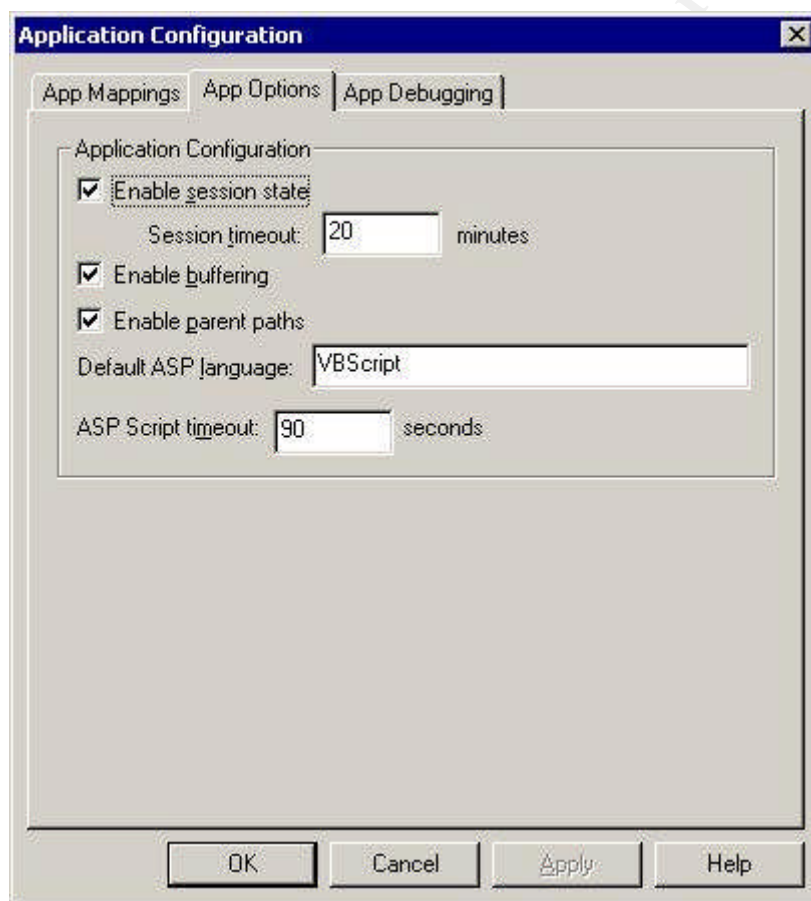 Application Configuration
App Mappings
App Options
App Debugging
Application Configuration
Enable session state
Session timeout: 20 minutes
Enable buffering
Enable parent paths
Default ASP language: VBScript
ASP Script timeout: 90 seconds
OK
Cancel
Apply
Help